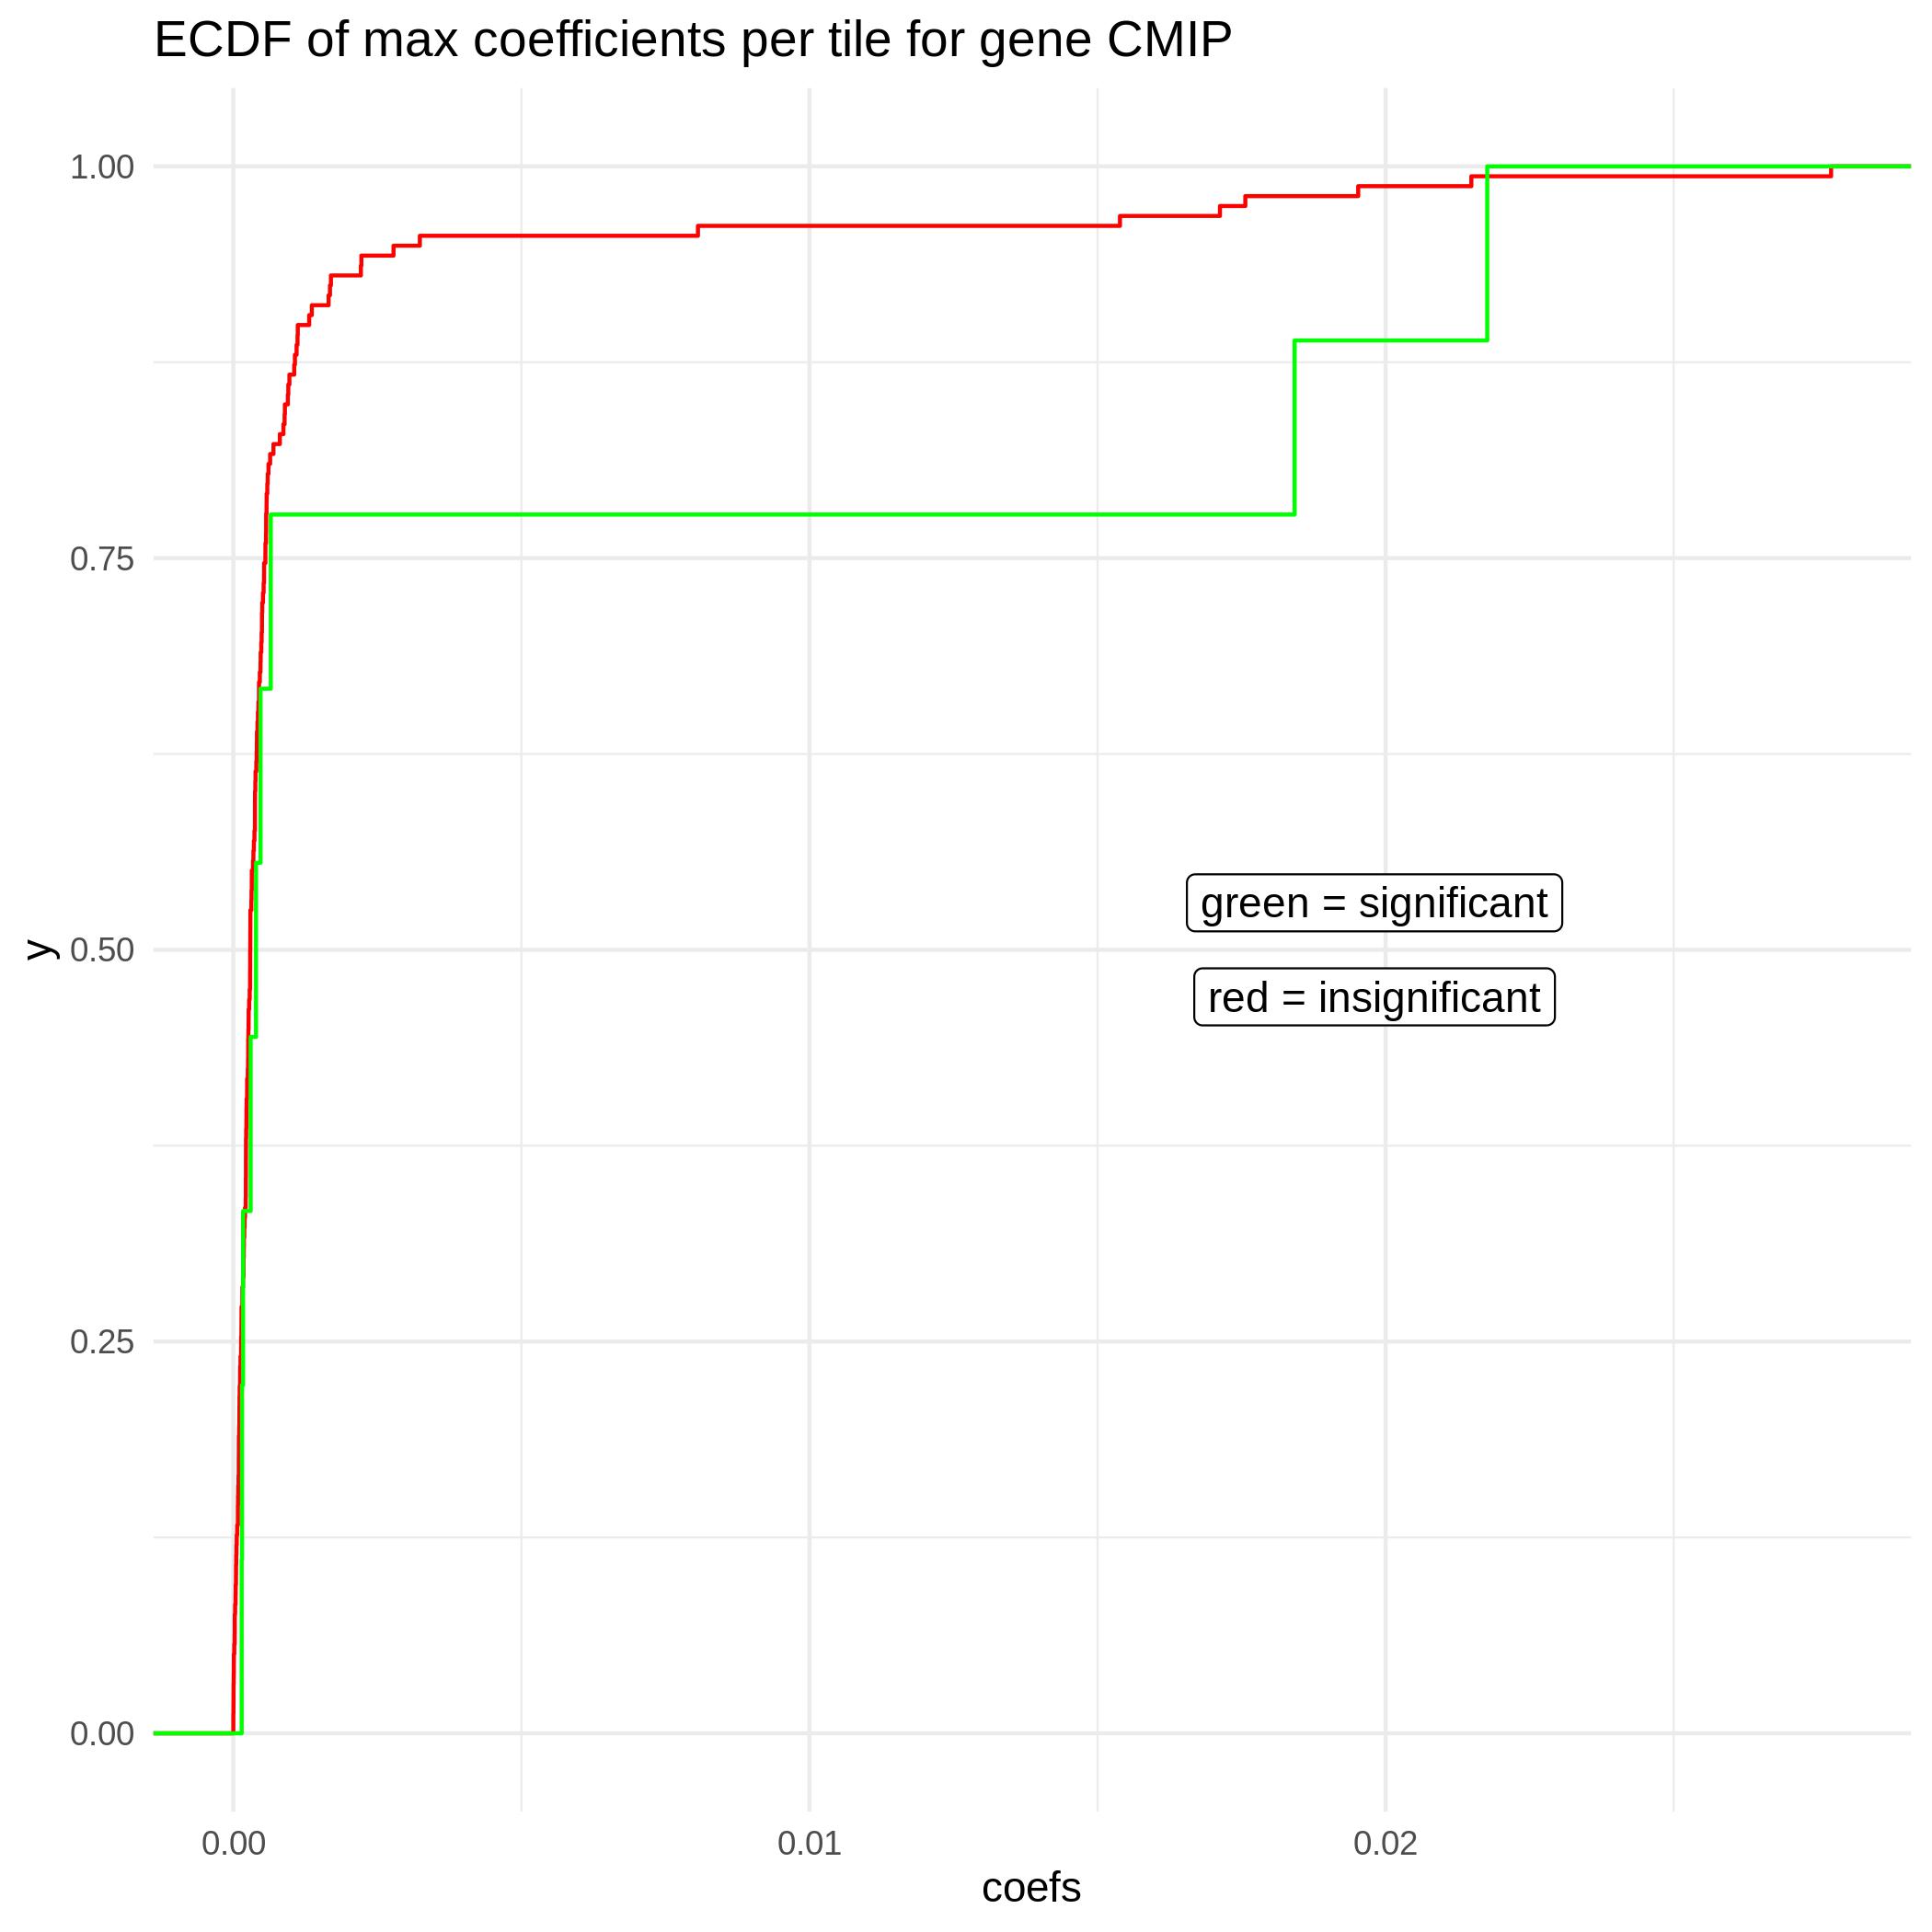 ECDF of max coefficients per tile for gene CMIP
1.00
0.75
0.50
0.25
0.00
y
green = significant
red = insignificant
0.00
0.01
0.02
coefs